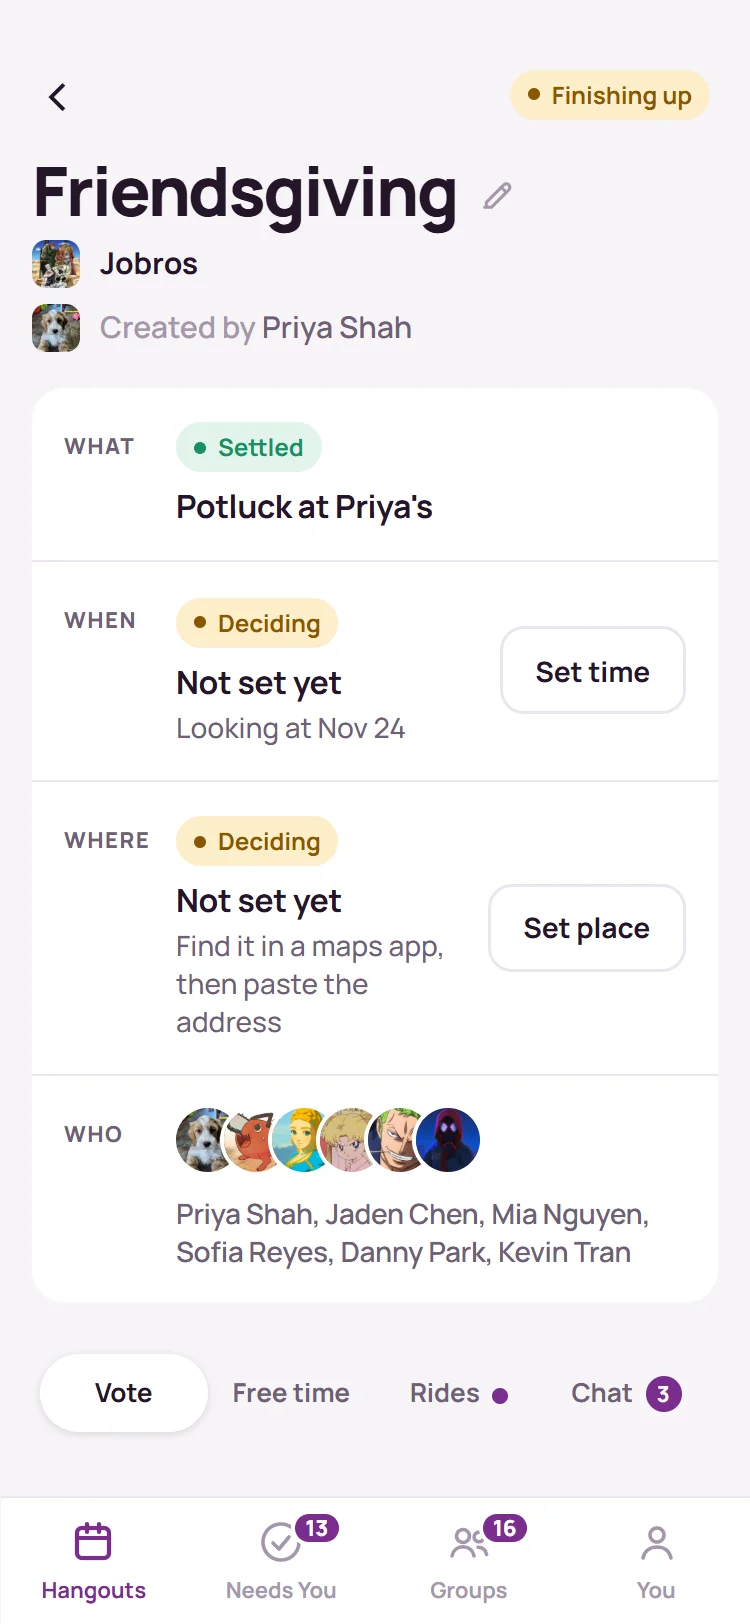 Finishing up
Friendsgiving
Jobros
Created by Priya Shah
WHAT
Settled
Potluck at Priya's
WHEN
Deciding
Not set yet
Looking at Nov 24
Set time
WHERE
Deciding
Not set yet
Find it in a maps app,
then paste the
address
Set place
WHO
Priya Shah, Jaden Chen, Mia Nguyen,
Sofia Reyes, Danny Park, Kevin Tran
Vote
Free time
Rides
Chat 3
Hangouts
13
Needs You
16
Groups
You